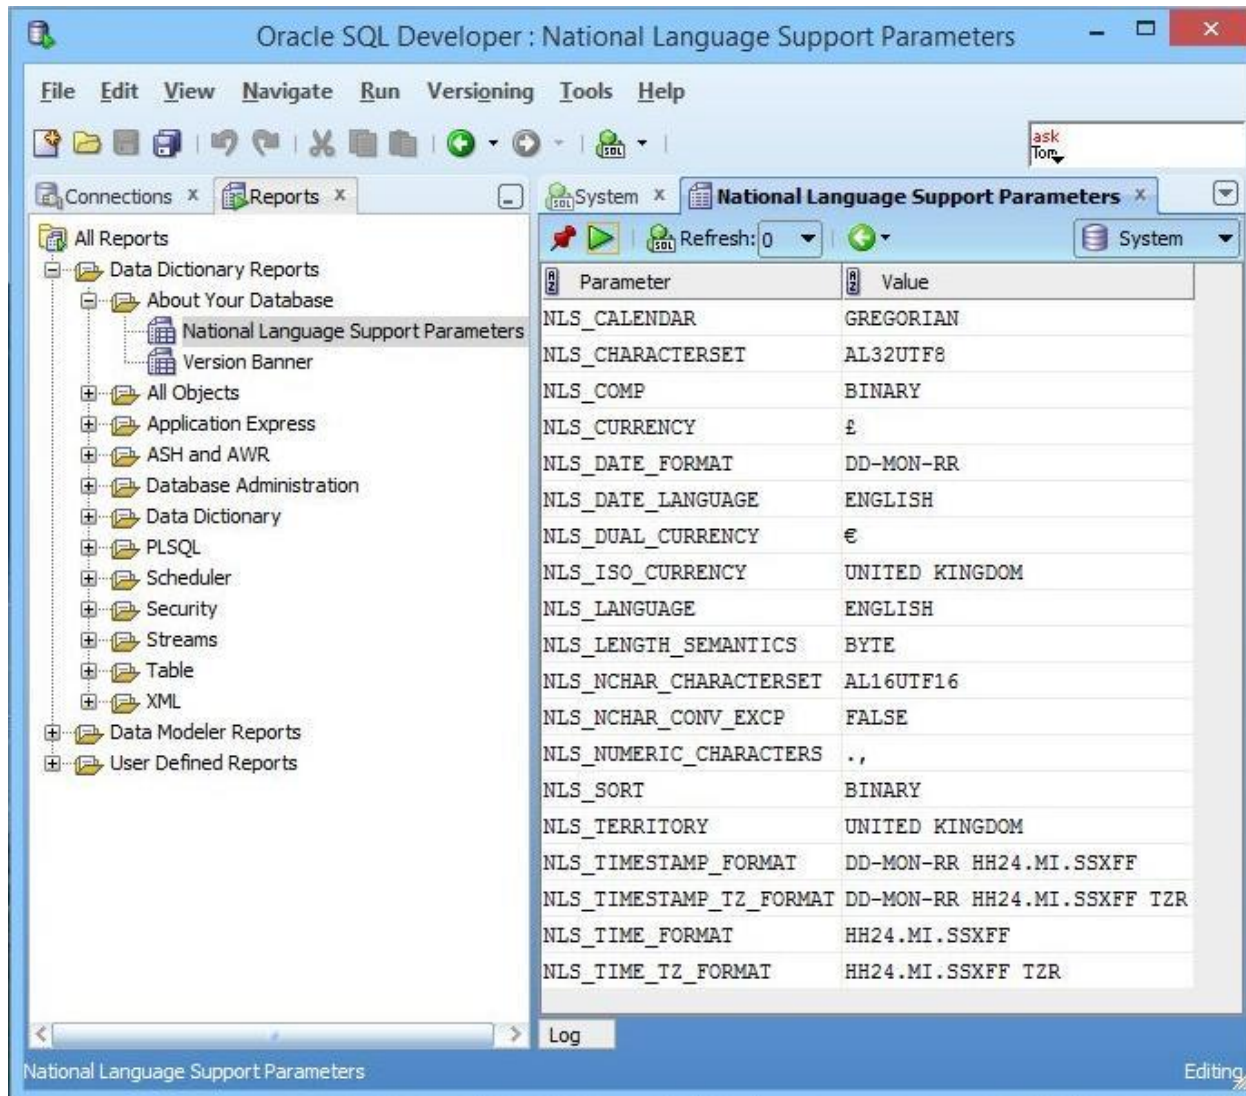 Oracle SQL Developer : National Language Support Parameters
File Edit View Navigate Run Versioning Tools Help
SQL
ask
Tom
Connections x Reports x
All Reports
Data Dictionary Reports
About Your Database
National Language Support Parameters
Version Banner
All Objects
Application Express
ASH and AWR
Database Administration
Data Dictionary
PLSQL
Scheduler
Security
Streams
Table
XML
Data Modeler Reports
User Defined Reports
SQL System x National Language Support Parameters x
SQL Refresh: 0 System
Parameter Value
NLS_CALENDAR GREGORIAN
NLS_CHARACTERSET AL32UTF8
NLS_COMP BINARY
NLS_CURRENCY £
NLS_DATE_FORMAT DD-MON-RR
NLS_DATE_LANGUAGE ENGLISH
NLS_DUAL_CURRENCY €
NLS_ISO_CURRENCY UNITED KINGDOM
NLS_LANGUAGE ENGLISH
NLS_LENGTH_SEMANTICS BYTE
NLS_NCHAR_CHARACTERSET AL16UTF16
NLS_NCHAR_CONV_EXCP FALSE
NLS_NUMERIC_CHARACTERS .,
NLS_SORT BINARY
NLS_TERRITORY UNITED KINGDOM
NLS_TIMESTAMP_FORMAT DD-MON-RR HH24.MI.SSXFF
NLS_TIMESTAMP_TZ_FORMAT DD-MON-RR HH24.MI.SSXFF TZR
NLS_TIME_FORMAT HH24.MI.SSXFF
NLS_TIME_TZ_FORMAT HH24.MI.SSXFF TZR
Log
National Language Support Parameters Editing